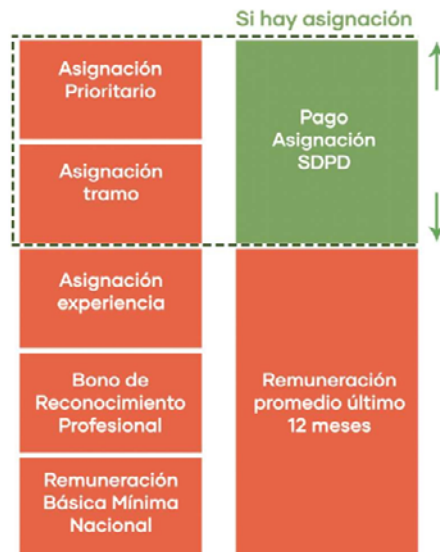 Si hay asignación
Asignación
Prioritario
Asignación
tramo
Pago
Asignación
SDPD
Asignación
experiencia
Bono de
Reconocimiento
Profesional
Remuneración
Básica Mínima
Nacional
Remuneración
promedio último
12 meses